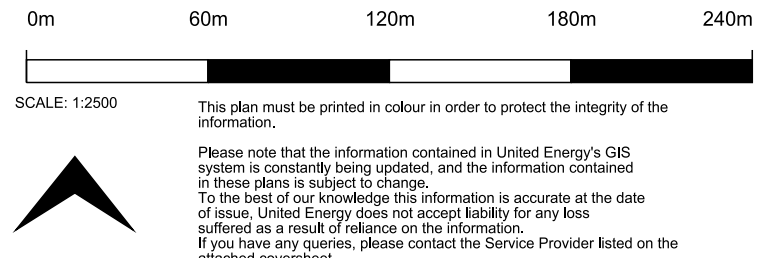 0m 60m 120m 180m 240m
SCALE: 1:2500
This plan must be printed in colour in order to protect the integrity of the
information.
Please note that the information contained in United Energy's GIS
system is constantly being updated, and the information contained
in these plans is subject to change.
To the best of our knowledge this information is accurate at the date
of issue, United Energy does not accept liability for any loss
suffered as a result of reliance on the information.
If you have any queries, please contact the Service Provider listed on the
attached coversheet